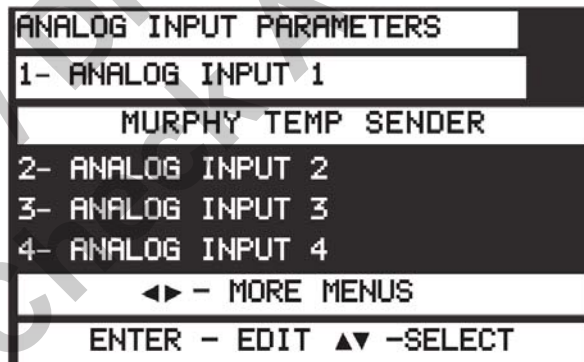 ANALOG INPUT PARAMETERS
1- ANALOG INPUT 1
MURPHY TEMP SENDER
2- ANALOG INPUT 2
3- ANALOG INPUT 3
4- ANALOG INPUT 4
◄► - MORE MENUS
ENTER - EDIT ▲▼ -SELECT
Check A